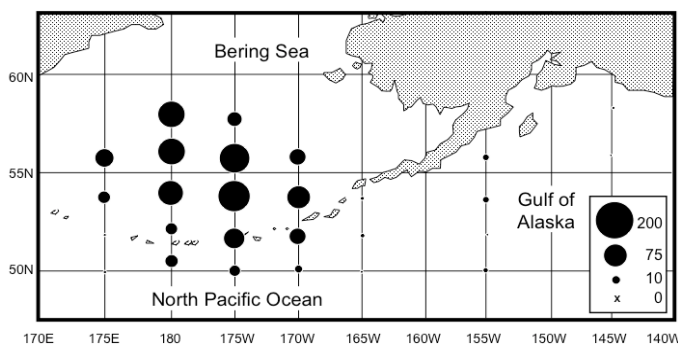 Bering Sea
60N
55N
Gulf of
Alaska
200
75
10
x 0
50N
North Pacific Ocean
170E 175E 180 175W 170W 165W 160W 155W 150W 145W 140W